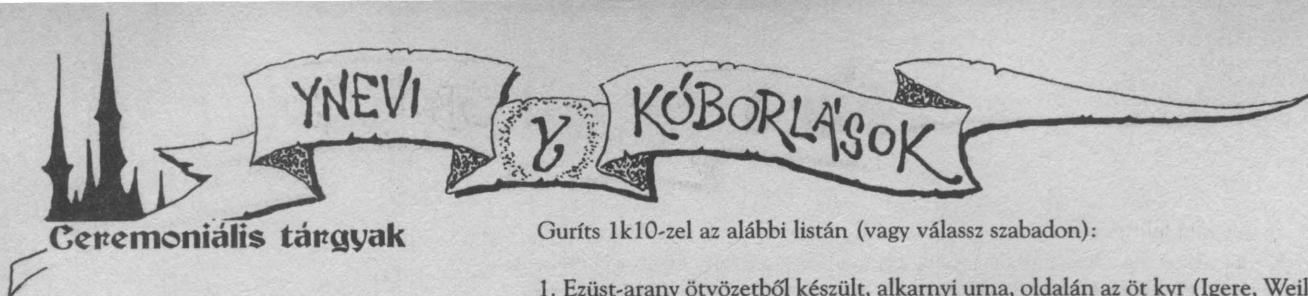 YNEVI
Y
KÓBORLÁSOK
Ceremoniális tárgyak
Guríts 1k10-zel az alábbi listán (vagy válassz szabadon):
1. Ezüst-arany ötvözetből készült, alkarnyi urna, oldalán az öt kyr (Igere, Weil